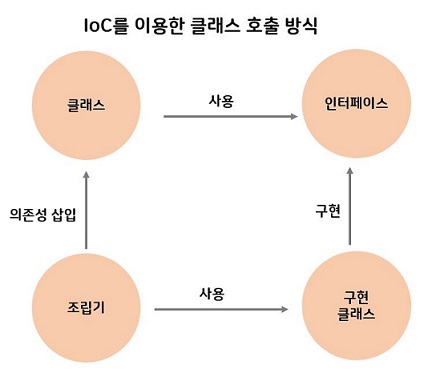 IoC를 이용한 클래스 호출 방식
클래스
사용
인터페이스
의존성 삽입
구현
조립기
사용
구현
클래스